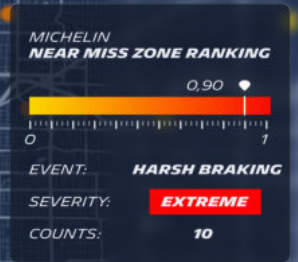 MICHELIN
NEAR MISS ZONE RANKING
0,90
0 1
EVENT: HARSH BRAKING
SEVERITY: EXTREME
COUNTS: 10